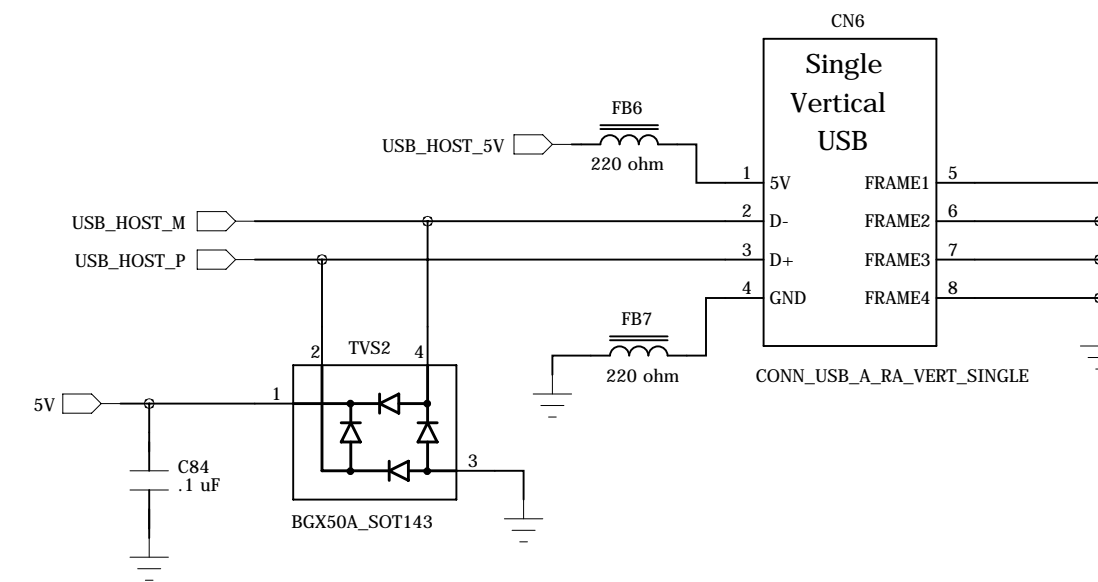 CN6
Single
Vertical
USB
FB6
USB_HOST_5V
220 ohm
1
5V
FRAME1
5
USB_HOST_M
2
D-
FRAME2
6
USB_HOST_P
3
D+
FRAME3
7
4
GND
FRAME4
8
FB7
220 ohm
CONN_USB_A_RA_VERT_SINGLE
2
TVS2
4
5V
1
3
C84
.1 uF
BGX50A_SOT143